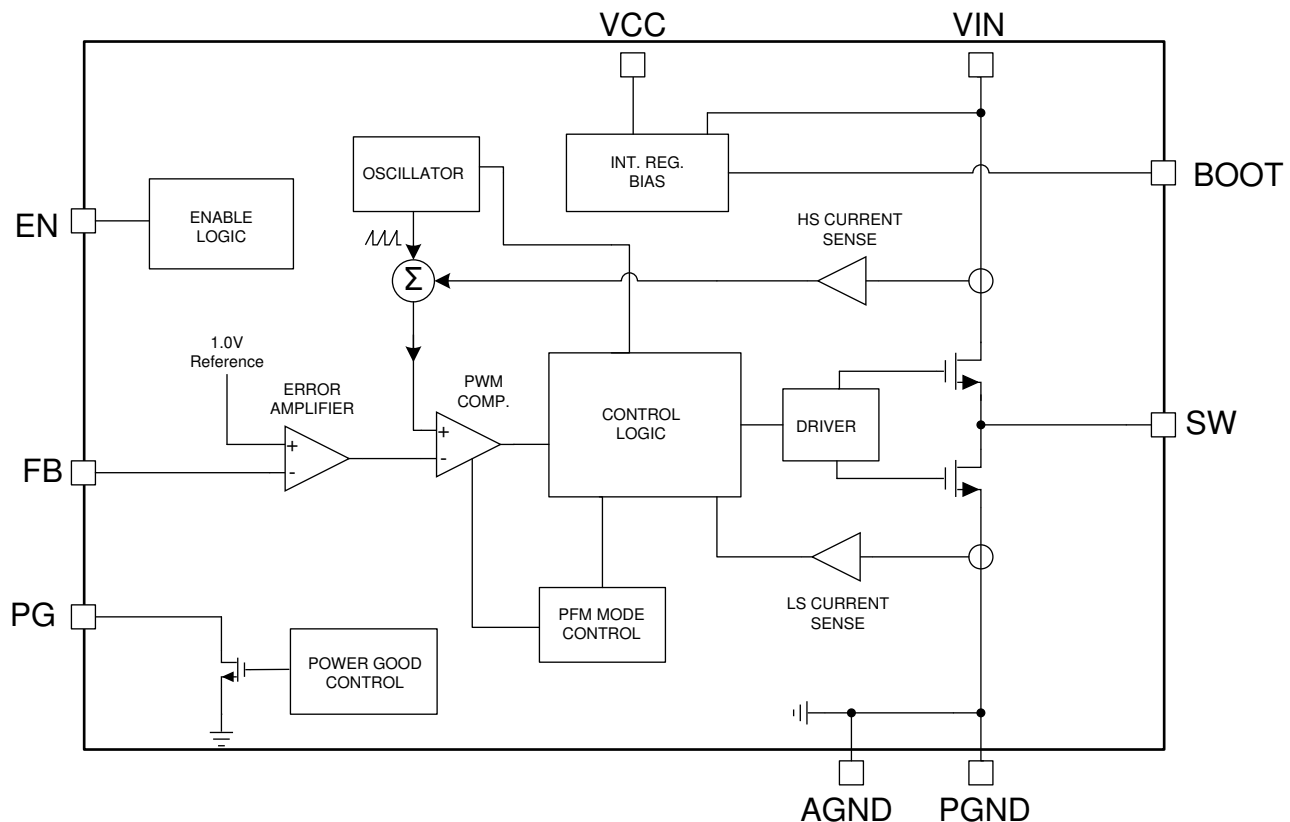 VCC
VIN
OSCILLATOR
INT. REG.
BIAS
BOOT
EN
ENABLE
LOGIC
HS CURRENT
SENSE
Σ
1.0V
Reference
ERROR
AMPLIFIER
PWM
COMP.
CONTROL
LOGIC
DRIVER
SW
+
-
+
-
FB
LS CURRENT
SENSE
PG
PFM MODE
CONTROL
POWER GOOD
CONTROL
AGND
PGND